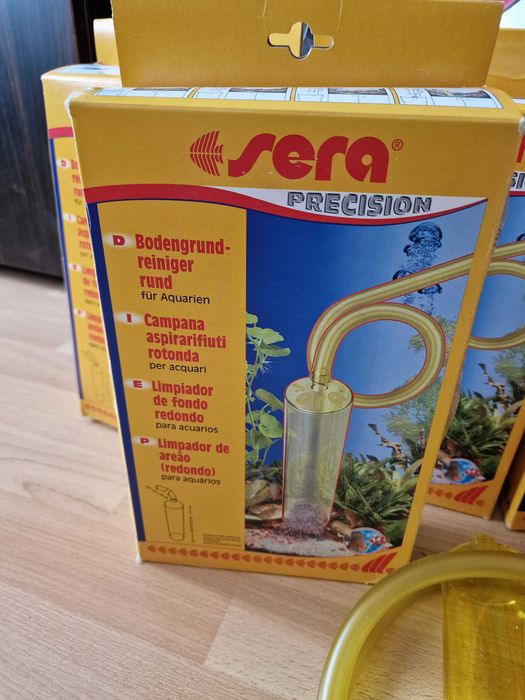 sera®
PRECISION
D Bodengrund-
reiniger
rund
für Aquarien
I Campana
aspirarifiuti
rotonda
per acquari
E Limpiador
de fondo
redondo
para acuarios
P Limpador de
areão
(redondo)
para aquários